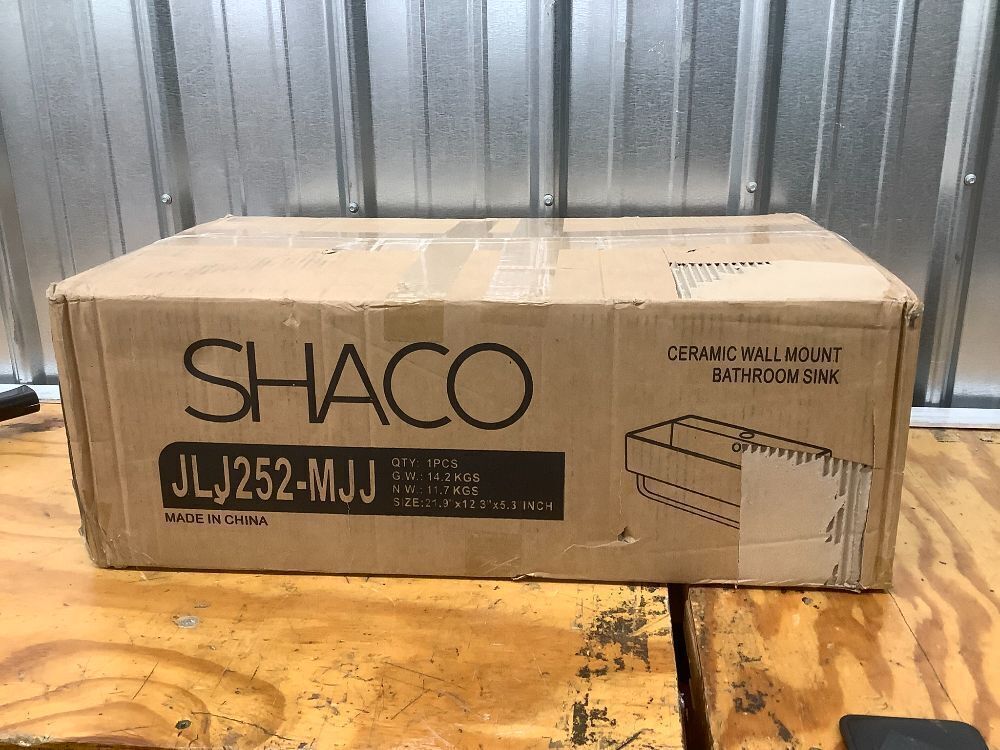 SHACO
CERAMIC WALL MOUNT
BATHROOM SINK
JLJ252-MJJ
QTY: 1PCS
G.W.: 14.2 KGS
N W.: 11.7 KGS
SIZE:21.9"x12 3"x5.3 INCH
MADE IN CHINA